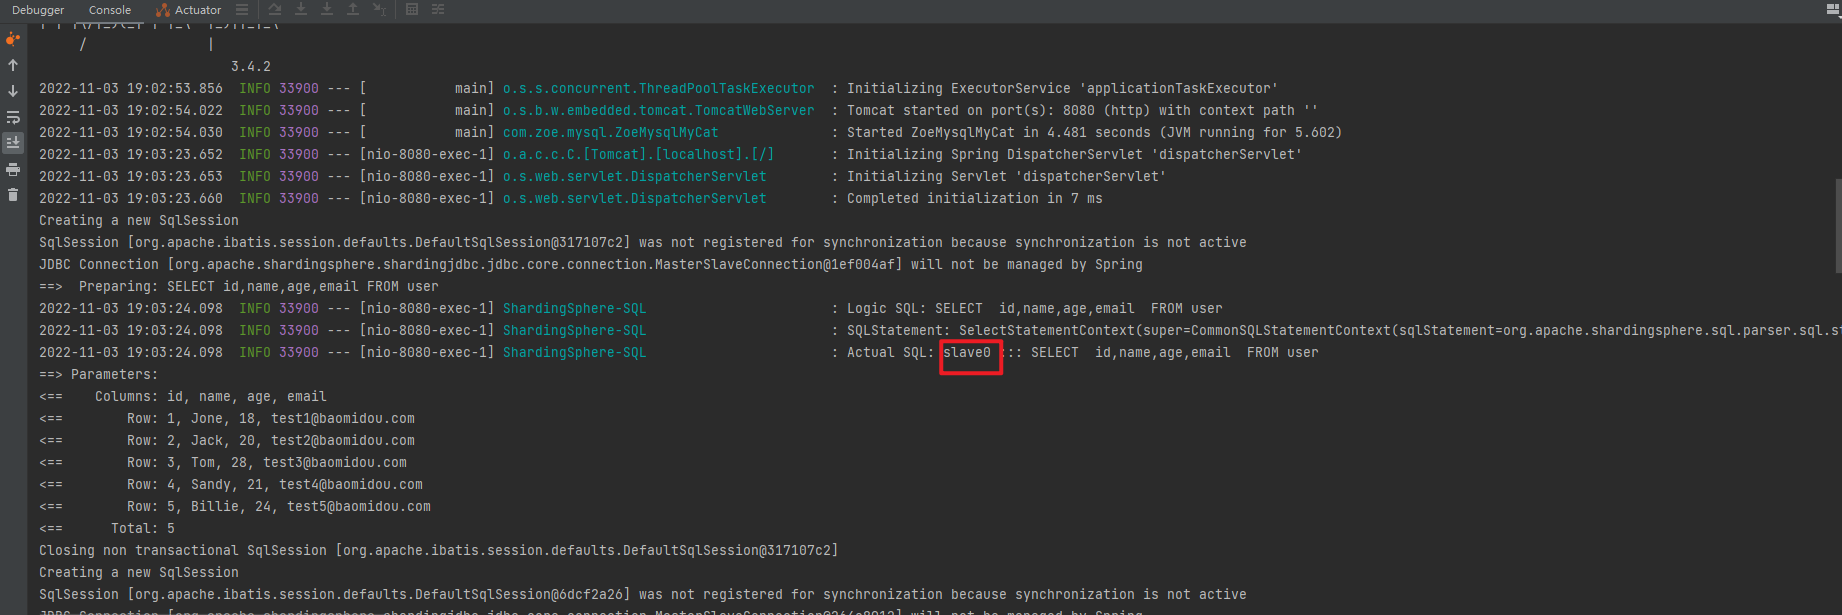 Debugger Console Actuator
/ |
3.4.2
2022-11-03 19:02:53.856  INFO 33900 --- [           main] o.s.s.concurrent.ThreadPoolTaskExecutor  : Initializing ExecutorService 'applicationTaskExecutor'
2022-11-03 19:02:54.022  INFO 33900 --- [           main] o.s.b.w.embedded.tomcat.TomcatWebServer  : Tomcat started on port(s): 8080 (http) with context path ''
2022-11-03 19:02:54.030  INFO 33900 --- [           main] com.zoe.mysql.ZoeMysqlMyCat              : Started ZoeMysqlMyCat in 4.481 seconds (JVM running for 5.602)
2022-11-03 19:03:23.652  INFO 33900 --- [nio-8080-exec-1] o.a.c.c.C.[Tomcat].[localhost].[/]       : Initializing Spring DispatcherServlet 'dispatcherServlet'
2022-11-03 19:03:23.653  INFO 33900 --- [nio-8080-exec-1] o.s.web.servlet.DispatcherServlet        : Initializing Servlet 'dispatcherServlet'
2022-11-03 19:03:23.660  INFO 33900 --- [nio-8080-exec-1] o.s.web.servlet.DispatcherServlet        : Completed initialization in 7 ms
Creating a new SqlSession
SqlSession [org.apache.ibatis.session.defaults.DefaultSqlSession@317107c2] was not registered for synchronization because synchronization is not active
JDBC Connection [org.apache.shardingsphere.shardingjdbc.jdbc.core.connection.MasterSlaveConnection@1ef004af] will not be managed by Spring
==>  Preparing: SELECT id,name,age,email FROM user
2022-11-03 19:03:24.098  INFO 33900 --- [nio-8080-exec-1] ShardingSphere-SQL                       : Logic SQL: SELECT  id,name,age,email  FROM user
2022-11-03 19:03:24.098  INFO 33900 --- [nio-8080-exec-1] ShardingSphere-SQL                       : SQLStatement: SelectStatementContext(super=CommonSQLStatementContext(sqlStatement=org.apache.shardingsphere.sql.parser.sql.st
2022-11-03 19:03:24.098  INFO 33900 --- [nio-8080-exec-1] ShardingSphere-SQL                       : Actual SQL: slave0 ::: SELECT  id,name,age,email  FROM user
==> Parameters:
<==    Columns: id, name, age, email
<==        Row: 1, Jone, 18, test1@baomidou.com
<==        Row: 2, Jack, 20, test2@baomidou.com
<==        Row: 3, Tom, 28, test3@baomidou.com
<==        Row: 4, Sandy, 21, test4@baomidou.com
<==        Row: 5, Billie, 24, test5@baomidou.com
<==      Total: 5
Closing non transactional SqlSession [org.apache.ibatis.session.defaults.DefaultSqlSession@317107c2]
Creating a new SqlSession
SqlSession [org.apache.ibatis.session.defaults.DefaultSqlSession@6dcf2a26] was not registered for synchronization because synchronization is not active